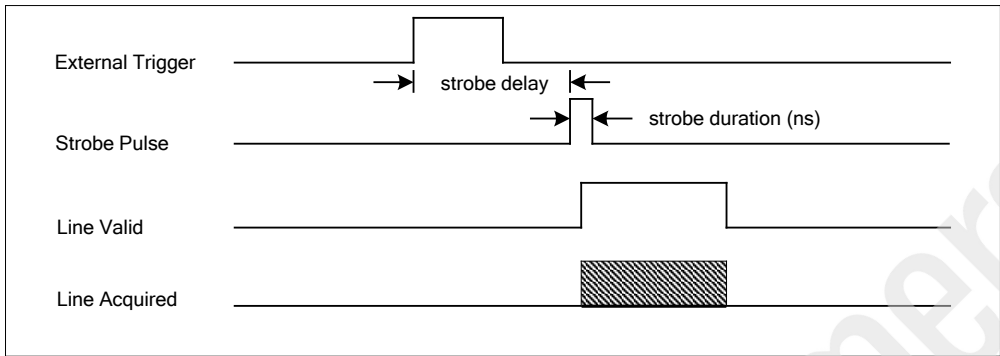 External Trigger
strobe delay
Strobe Pulse
strobe duration (ns)
Line Valid
Line Acquired